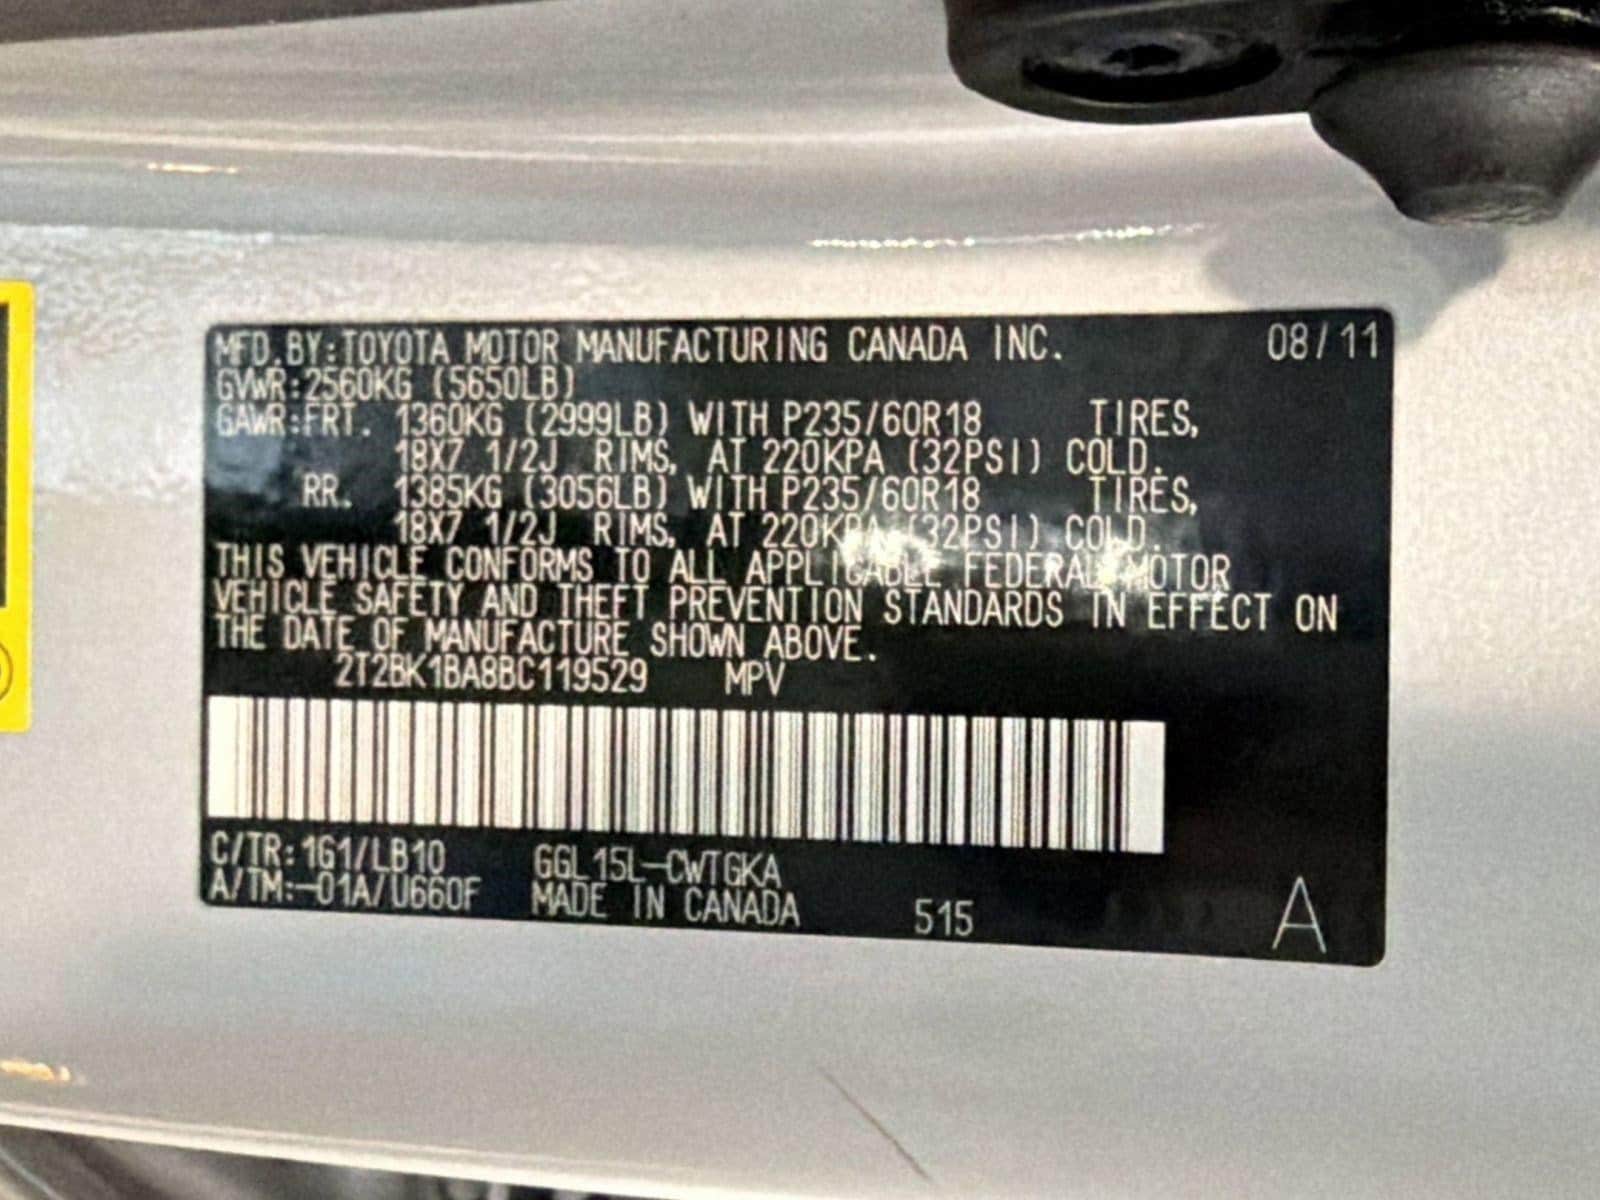 MFD.BY:TOYOTA MOTOR MANUFACTURING CANADA INC. 08/11
GVWR:2560KG (5650LB)
GAWR:FRT. 1360KG (2999LB) WITH P235/60R18 TIRES,
18X7 1/2J RIMS, AT 220KPA (32PSI) COLD.
RR. 1385KG (3056LB) WITH P235/60R18 TIRES,
18X7 1/2J RIMS, AT 220KPA (32PSI) COLD.
THIS VEHICLE CONFORMS TO ALL APPLICABLE FEDERAL MOTOR
VEHICLE SAFETY AND THEFT PREVENTION STANDARDS IN EFFECT ON
THE DATE OF MANUFACTURE SHOWN ABOVE.
2T2BK1BA8BC119529 MPV
C/TR:1G1/LB10 GGL15L-CWTGKA
A/TM:-01A/U660F MADE IN CANADA 515 A